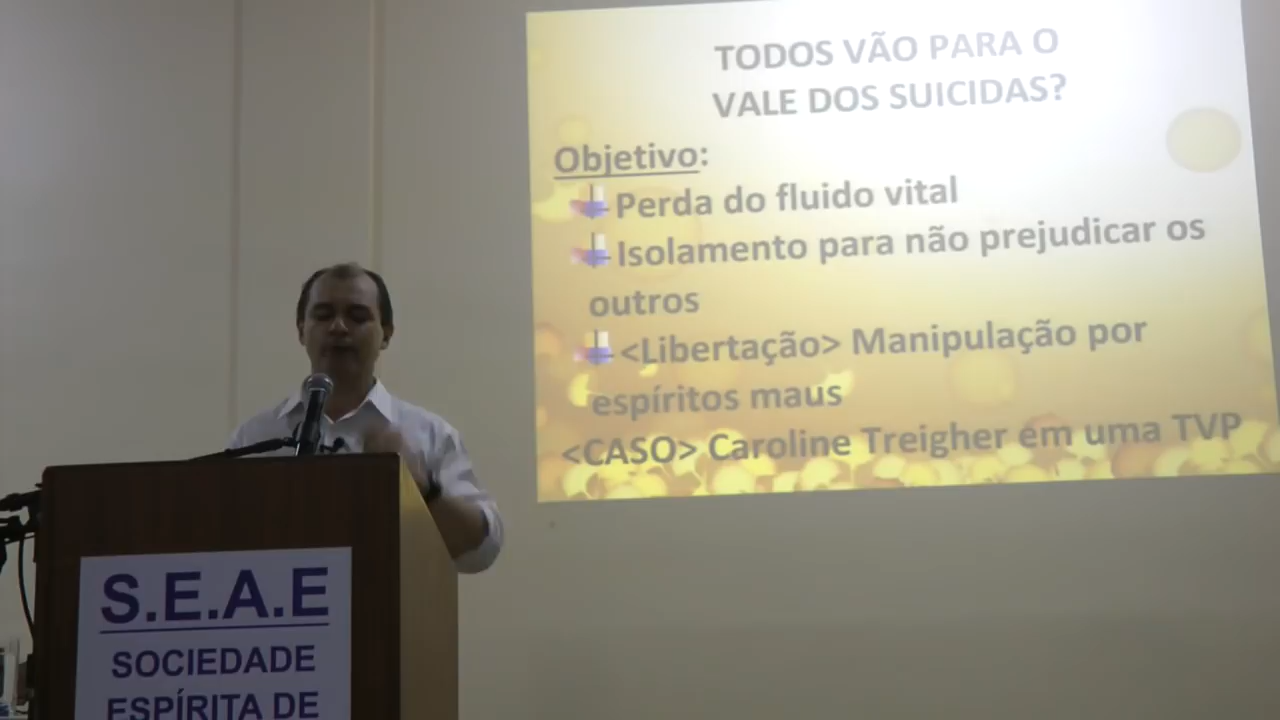 TODOS VÃO PARA O
VALE DOS SUICIDAS?
Objetivo:
Perda do fluido vital
Isolamento para não prejudicar os
outros
<Libertação> Manipulação por
espíritos maus
<CASO> Caroline Treigher em uma TVP
S.E.A.E
SOCIEDADE
ESPÍRITA DE